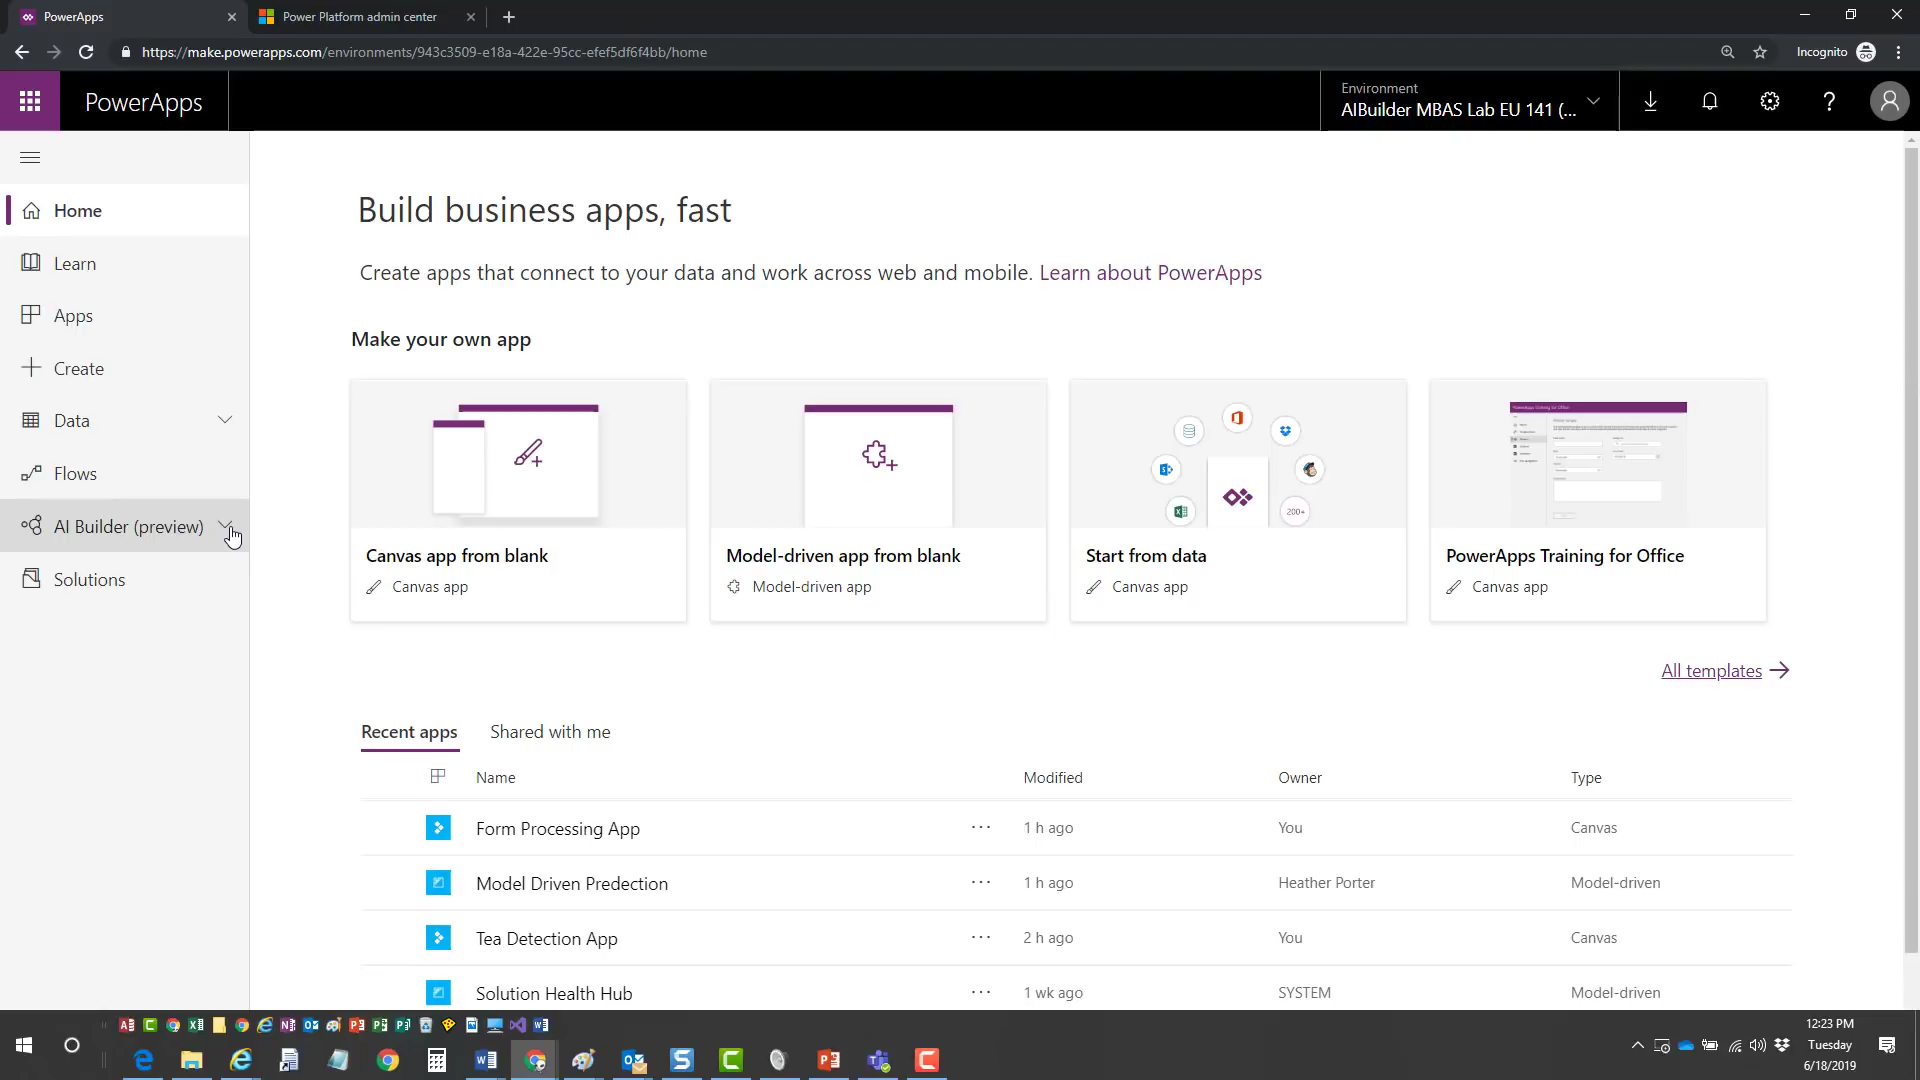 PowerApps
Power Platform admin center
https://make.powerapps.com/environments/943c3509-e18a-422e-95cc-efef5df6f4bb/home
Incognito
PowerApps
Environment
AIBuilder MBAS Lab EU 141 (...
Home
Learn
Apps
Create
Data
Flows
AI Builder (preview)
Solutions
Build business apps, fast
Create apps that connect to your data and work across web and mobile. Learn about PowerApps
Make your own app
200+
Canvas app from blank
Canvas app
Model-driven app from blank
Model-driven app
Start from data
Canvas app
PowerApps Training for Office
Canvas app
All templates
Recent apps
Shared with me
Name Modified Owner Type
Form Processing App ... 1 h ago You Canvas
Model Driven Predection ... 1 h ago Heather Porter Model-driven
Tea Detection App ... 2 h ago You Canvas
Solution Health Hub ... 1 wk ago SYSTEM Model-driven
12:23 PM
Tuesday
6/18/2019